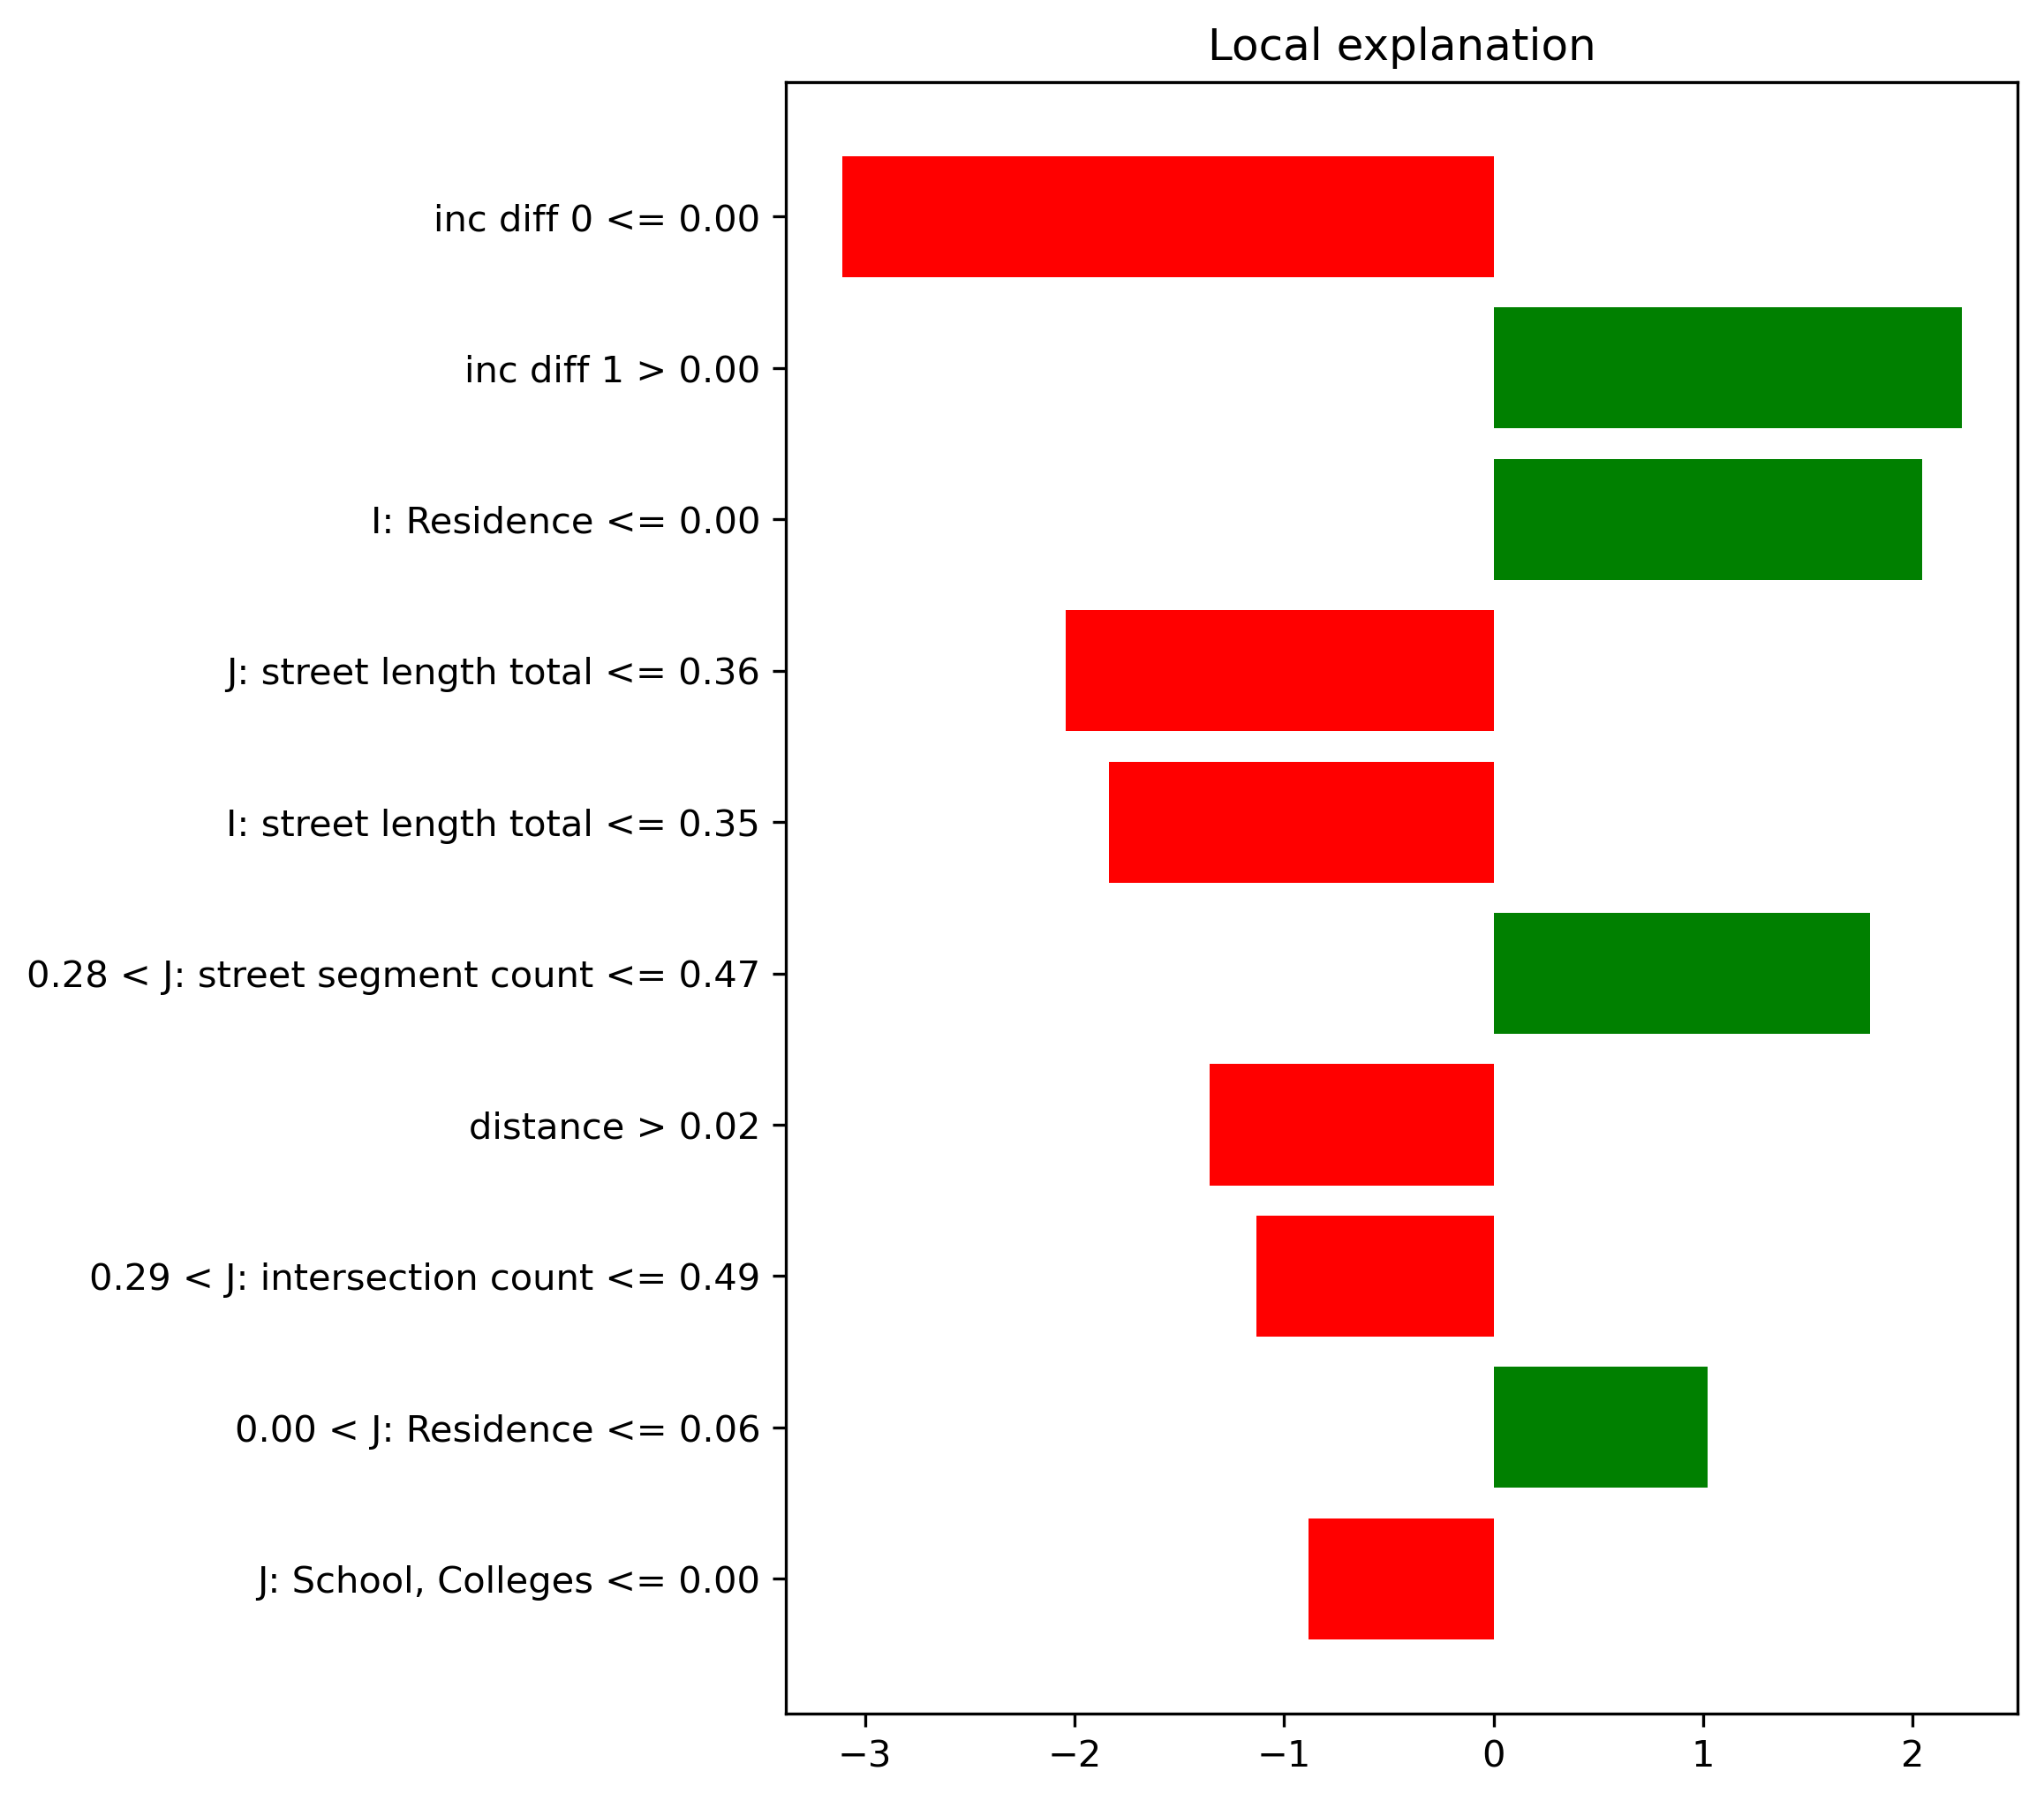 Local explanation
inc diff 0 <= 0.00
inc diff 1 > 0.00
I: Residence <= 0.00
J: street length total <= 0.36
I: street length total <= 0.35
0.28 < J: street segment count <= 0.47
distance > 0.02
0.29 < J: intersection count <= 0.49
0.00 < J: Residence <= 0.06
J: School, Colleges <= 0.00
−3 −2 −1 0 1 2